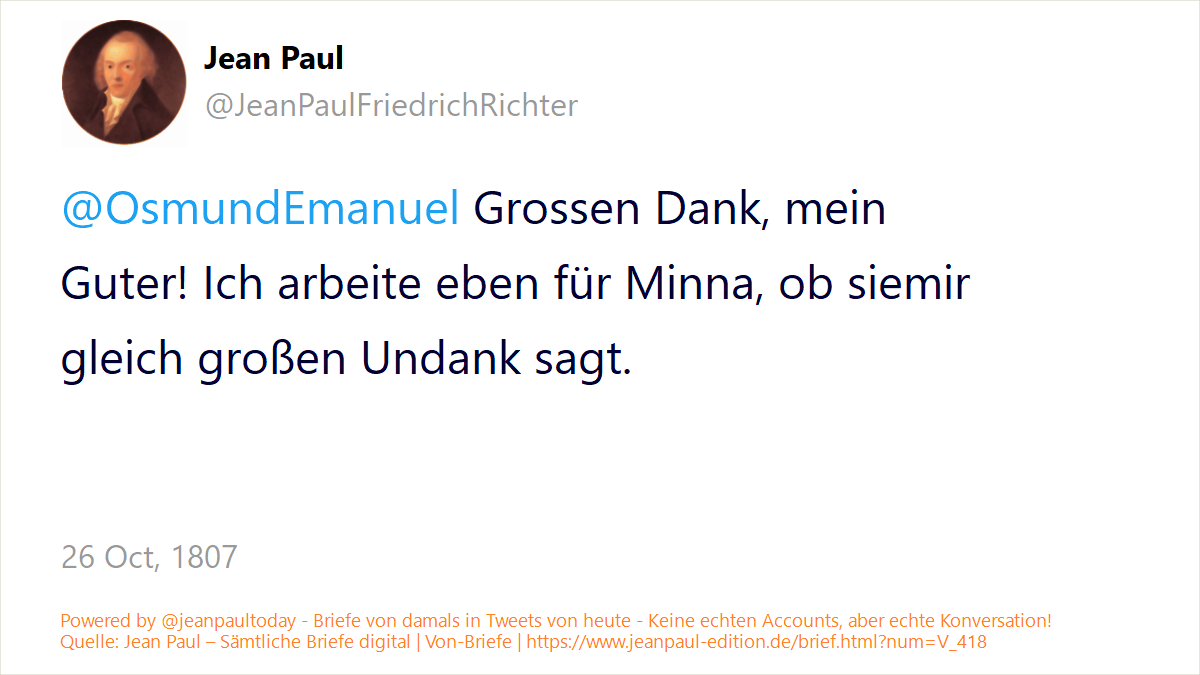 Jean Paul
@JeanPaulFriedrichRichter
@OsmundEmanuel Grossen Dank, mein
Guter! Ich arbeite eben für Minna, ob siemir
gleich großen Undank sagt.
26 Oct, 1807
Powered by @jeanpaultoday - Briefe von damals in Tweets von heute - Keine echten Accounts, aber echte Konversation!
Quelle: Jean Paul – Sämtliche Briefe digital | Von-Briefe | https://www.jeanpaul-edition.de/brief.html?num=V_418